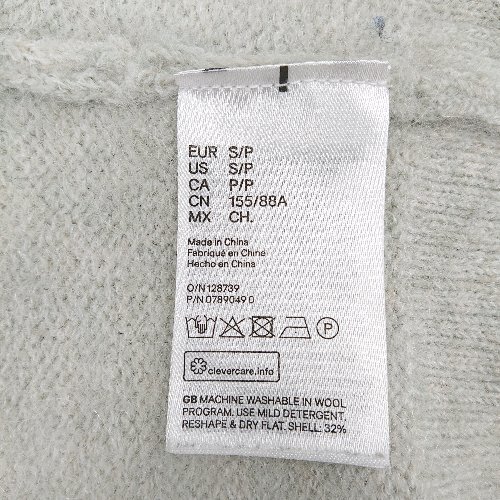 EUR S/P
US S/P
CA P/P
CN 155/88A
MX CH.
Made in China
Fabriqué en Chine
Hecho en China
O/N 128739
P/N 0789049 0
clevercare.info
GB MACHINE WASHABLE IN WOOL
PROGRAM. USE MILD DETERGENT,
RESHAPE & DRY FLAT. SHELL: 32%